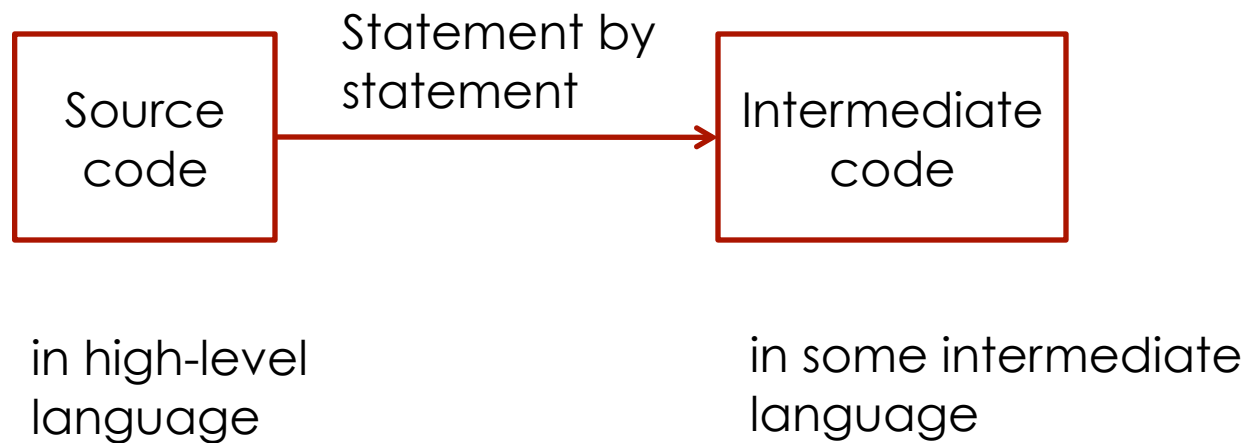 Source
code
Statement by
statement
Intermediate
code
in high-level
language
in some intermediate
language